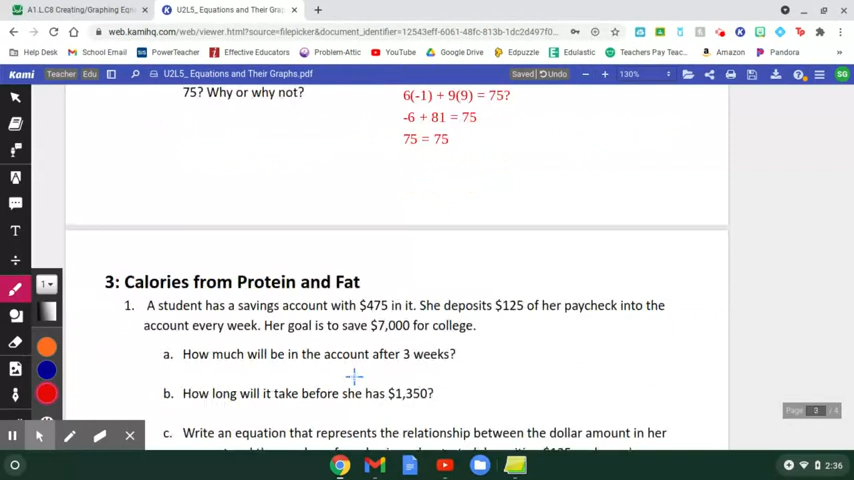 A1.L.C8 Creating/Graphing Equ
U2L5_ Equations and Their Grap
web.kamihq.com/web/viewer.html?source=filepicker&document_identifier=12543eff-6061-48fc-813b-1dc2d497f0...
Help Desk School Email SIS PowerTeacher Effective Educators Problem-Attic YouTube Google Drive Edpuzzle Edulastic Teachers Pay Teac... Amazon Pandora
Kami Teacher Edu U2L5_ Equations and Their Graphs.pdf Saved Undo 130% SG
75? Why or why not?
6(-1) + 9(9) = 75?
-6 + 81 = 75
75 = 75
3: Calories from Protein and Fat
1. A student has a savings account with $475 in it. She deposits $125 of her paycheck into the
account every week. Her goal is to save $7,000 for college.
a. How much will be in the account after 3 weeks?
b. How long will it take before she has $1,350?
Page 3 / 4
c. Write an equation that represents the relationship between the dollar amount in her
2:36